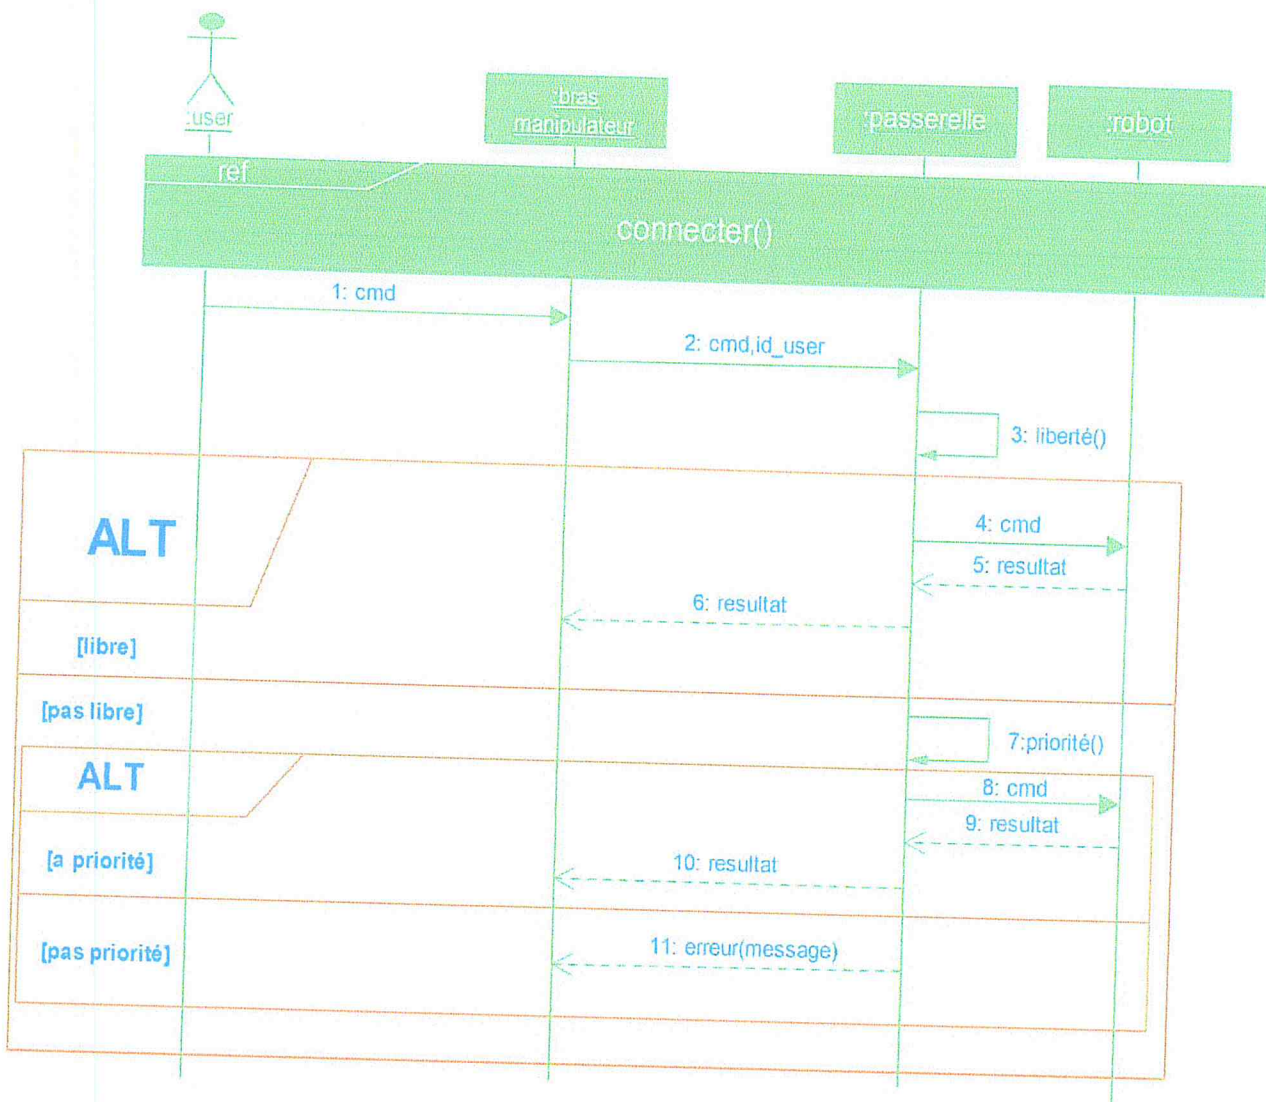 :user
:bras
manipulateur
:passerelle
:robot
ref
connecter()
1: cmd
2: cmd,id_user
3: liberté()
ALT
4: cmd
5: resultat
6: resultat
[libre]
[pas libre]
7:priorité()
ALT
8: cmd
9: resultat
[a priorité]
10: resultat
[pas priorité]
11: erreur(message)